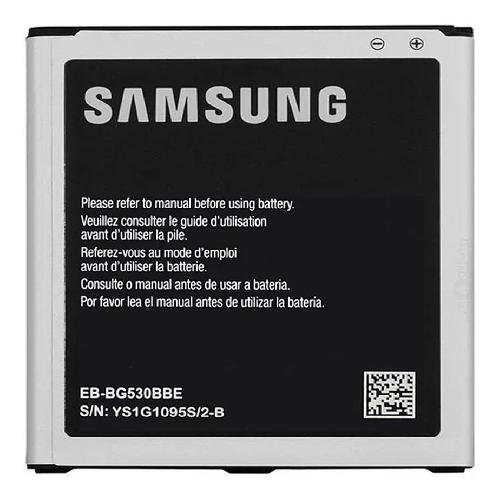 SAMSUNG
Please refer to manual before using battery.
Veuillez consulter le guide d'utilisation
avant d'utiliser la pile.
Referez-vous au mode d'emploi
avant d'utiliser la batterie.
Consulte o manual antes de usar a bateria.
Por favor lea el manual antes de utilizar la batería.
EB-BG530BBE
S/N: YS1G1095S/2-B